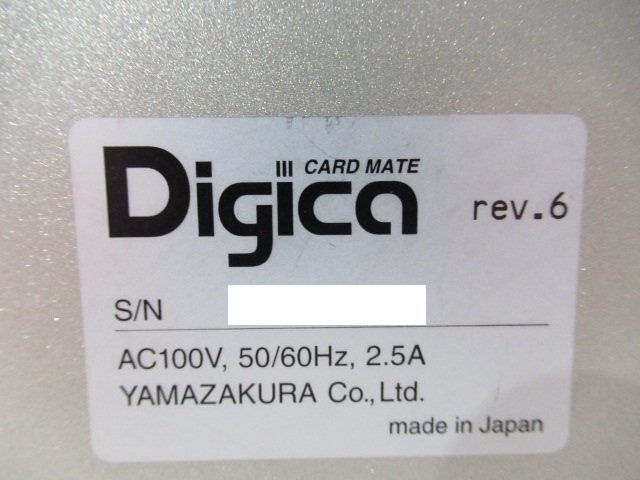 CARD MATE
Digica rev.6
S/N
AC100V, 50/60Hz, 2.5A
YAMAZAKURA Co.,Ltd.
made in Japan